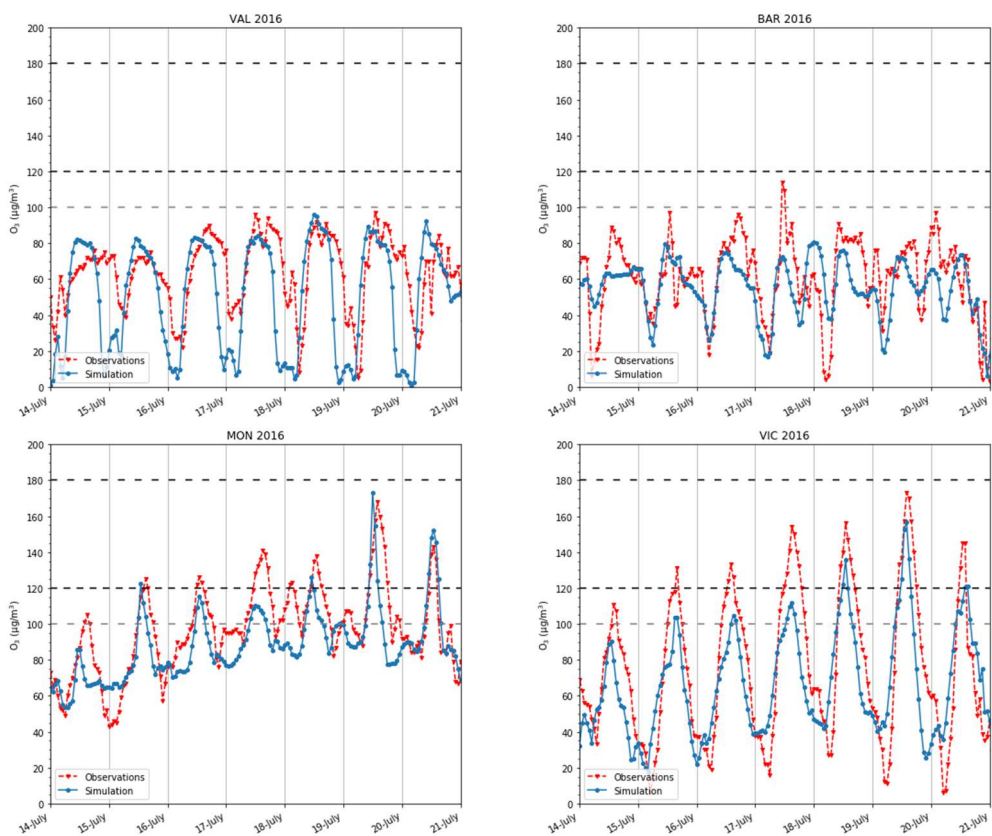 VAL 2016
200
180
160
140
120
100
80
60
40
20
0
O₃ (μg/m³)
Observations
Simulation
14-July
15-July
16-July
17-July
18-July
19-July
20-July
21-July
BAR 2016
200
180
160
140
120
100
80
60
40
20
0
O₃ (μg/m³)
Observations
Simulation
14-July
15-July
16-July
17-July
18-July
19-July
20-July
21-July
MON 2016
200
180
160
140
120
100
80
60
40
20
0
O₃ (μg/m³)
Observations
Simulation
14-July
15-July
16-July
17-July
18-July
19-July
20-July
21-July
VIC 2016
200
180
160
140
120
100
80
60
40
20
0
O₃ (μg/m³)
Observations
Simulation
14-July
15-July
16-July
17-July
18-July
19-July
20-July
21-July